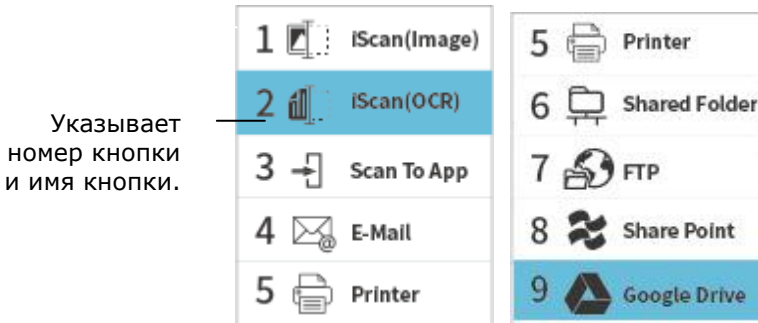 Указывает
номер кнопки
и имя кнопки.
1 iScan(Image)
2 iScan(OCR)
3 Scan To App
4 E-Mail
5 Printer
5 Printer
6 Shared Folder
7 FTP
8 Share Point
9 Google Drive